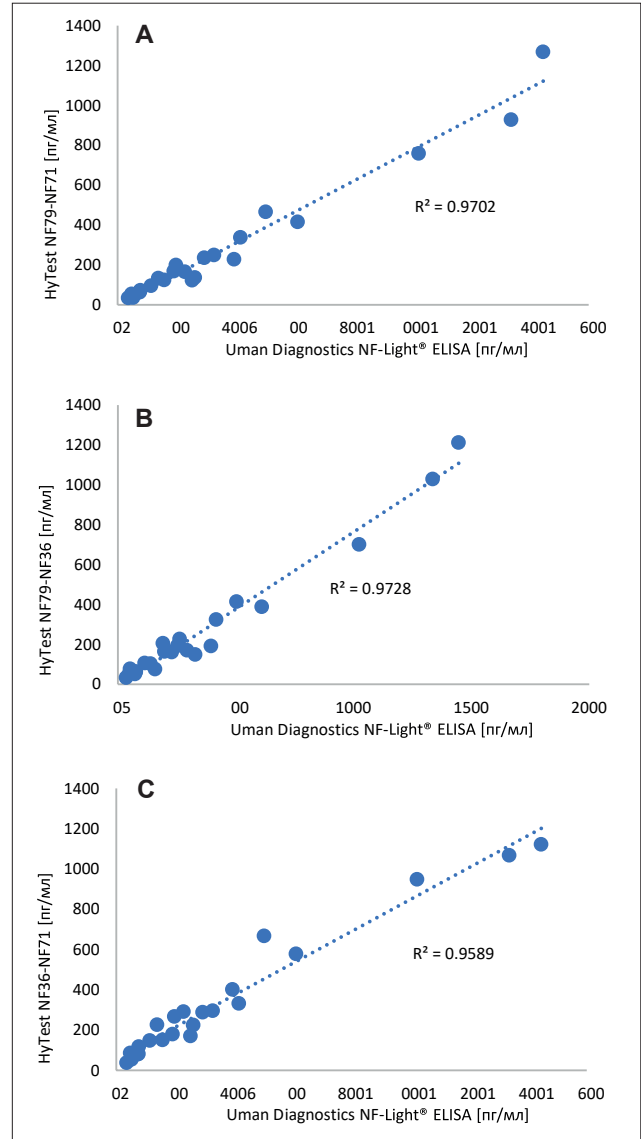 A
1400
1200
1000
800
600
400
200
0
HyTest NF79-NF71 [пг/мл]
R² = 0.9702
02 00 4006 00 8001 0001 2001 4001 600
Uman Diagnostics NF-Light® ELISA [пг/мл]
B
1400
1200
1000
800
600
400
200
0
HyTest NF79-NF36 [пг/мл]
R² = 0.9728
05 00 1000 1500 2000
Uman Diagnostics NF-Light® ELISA [пг/мл]
C
1400
1200
1000
800
600
400
200
0
HyTest NF36-NF71 [пг/мл]
R² = 0.9589
02 00 4006 00 8001 0001 2001 4001 600
Uman Diagnostics NF-Light® ELISA [пг/мл]